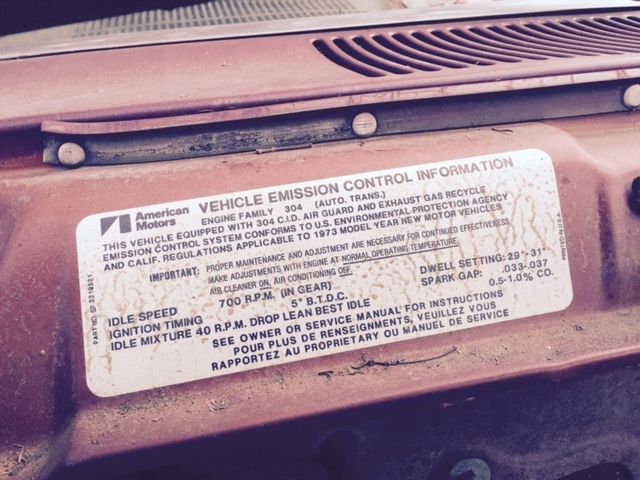 American Motors VEHICLE EMISSION CONTROL INFORMATION
ENGINE FAMILY 304 (AUTO. TRANS.)
THIS VEHICLE EQUIPPED WITH 304 C.I.D. AIR GUARD AND EXHAUST GAS RECYCLE
EMISSION CONTROL SYSTEM CONFORMS TO U.S. ENVIRONMENTAL PROTECTION AGENCY
AND CALIF. REGULATIONS APPLICABLE TO 1973 MODEL YEAR NEW MOTOR VEHICLES
IMPORTANT: PROPER MAINTENANCE AND ADJUSTMENT ARE NECESSARY FOR CONTINUED EFFECTIVENESS
MAKE ADJUSTMENTS WITH ENGINE AT NORMAL OPERATING TEMPERATURE.
AIR CLEANER ON, AIR CONDITIONING OFF.
IDLE SPEED 700 R.P.M. (IN GEAR) DWELL SETTING: 29°-31°
IGNITION TIMING 5° B.T.D.C. SPARK GAP: .033-.037
IDLE MIXTURE 40 R.P.M. DROP LEAN BEST IDLE 0.5-1.0% CO.
SEE OWNER OR SERVICE MANUAL FOR INSTRUCTIONS
POUR PLUS DE RENSEIGNEMENTS, VEUILLEZ VOUS
RAPPORTEZ AU PROPRIETARY OU MANUEL DE SERVICE
PART NO. SP 3219521